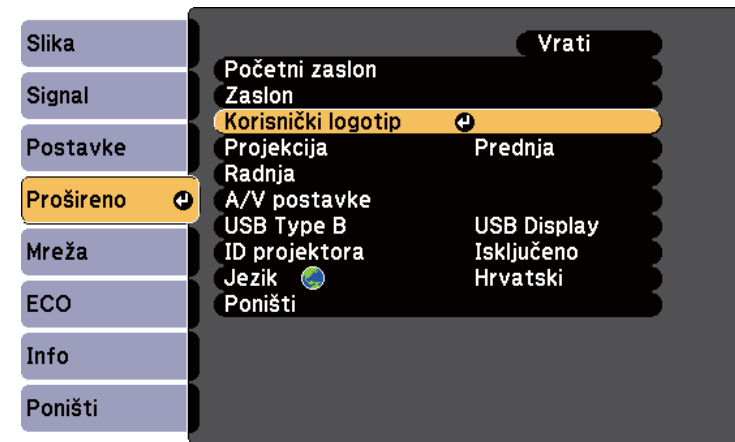 Slika
Signal
Postavke
Prošireno
Mreža
ECO
Info
Poništi
Vrati
Početni zaslon
Zaslon
Korisnički logotip
Projekcija Prednja
Radnja
A/V postavke
USB Type B USB Display
ID projektora Isključeno
Jezik Hrvatski
Poništi